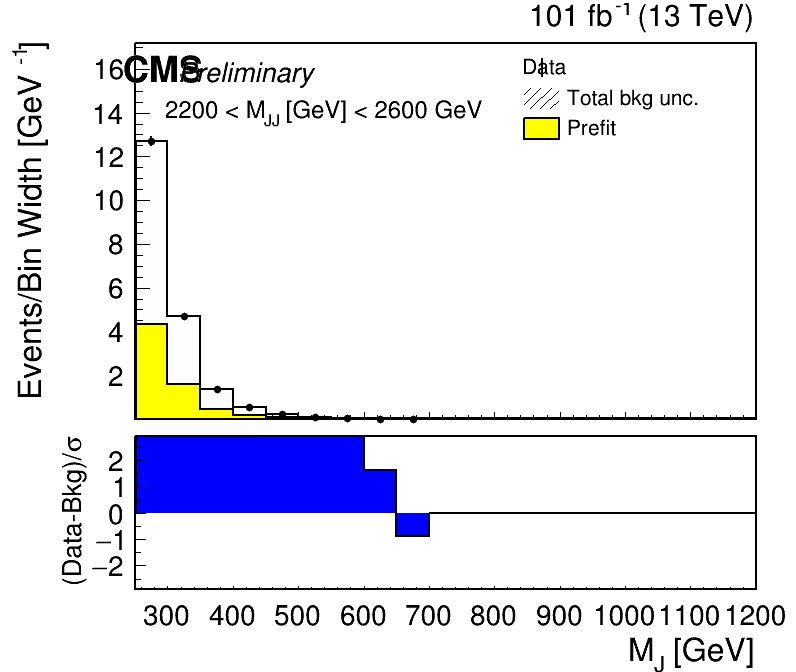 101 fb⁻¹ (13 TeV)
Events/Bin Width [GeV⁻¹]
CMS Preliminary
2200 < M_JJ [GeV] < 2600 GeV
Data
Total bkg unc.
Prefit
16
14
12
10
8
6
4
2
(Data-Bkg)/σ
2
1
0
−1
−2
300 400 500 600 700 800 900 1000 1100 1200
M_J [GeV]